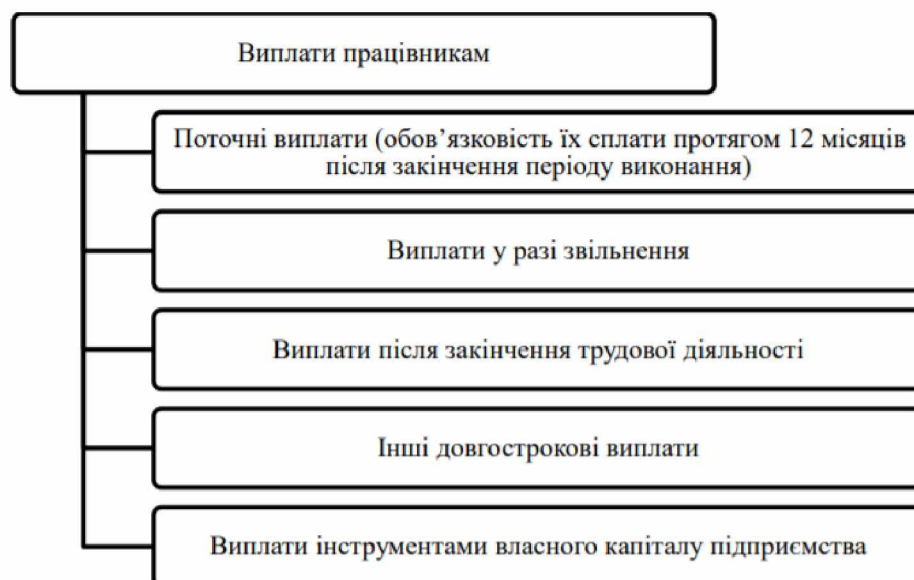 Виплати працівникам
Поточні виплати (обов’язковість їх сплати протягом 12 місяців
після закінчення періоду виконання)
Виплати у разі звільнення
Виплати після закінчення трудової діяльності
Інші довгострокові виплати
Виплати інструментами власного капіталу підприємства